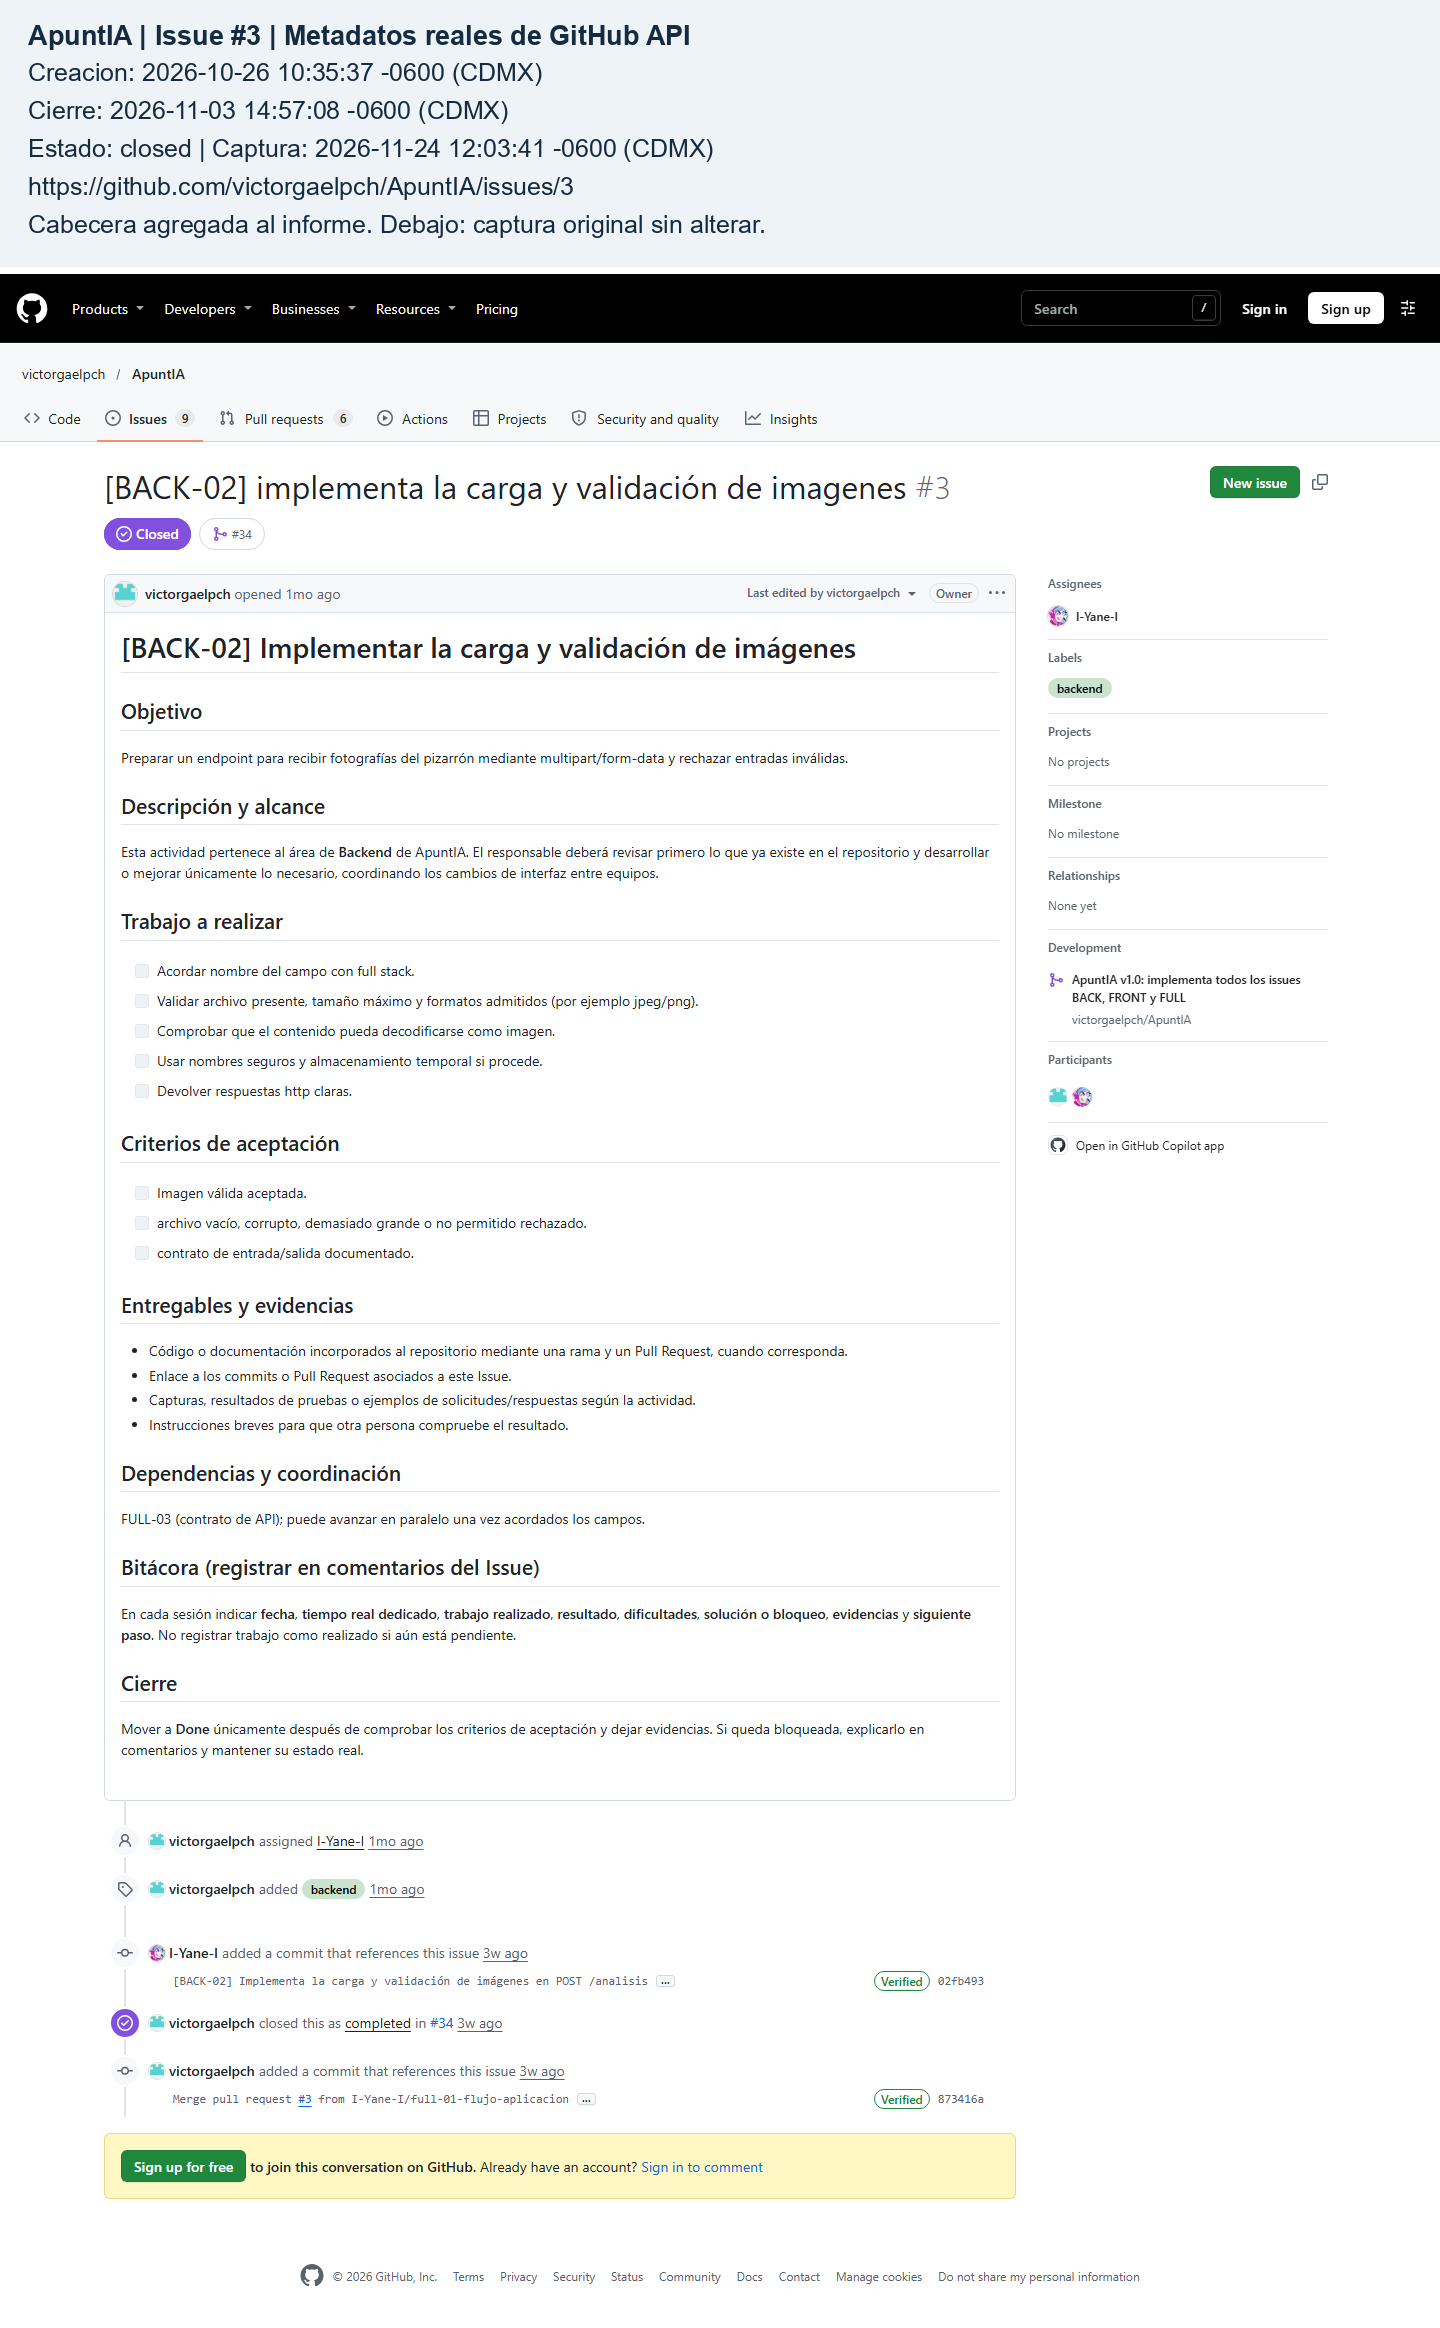 ApuntIA | Issue #3 | Metadatos reales de GitHub API
Creacion: 2026-10-26 10:35:37 -0600 (CDMX)
Cierre: 2026-11-03 14:57:08 -0600 (CDMX)
Estado: closed | Captura: 2026-11-24 12:03:41 -0600 (CDMX)
https://github.com/victorgaelpch/ApuntIA/issues/3
Cabecera agregada al informe. Debajo: captura original sin alterar.
Products Developers Businesses Resources Pricing Search / Sign in Sign up
victorgaelpch / ApuntIA
Code Issues 9 Pull requests 6 Actions Projects Security and quality Insights
[BACK-02] implementa la carga y validación de imagenes #3
New issue
Closed #34
victorgaelpch opened 1mo ago Last edited by victorgaelpch Owner ...
[BACK-02] Implementar la carga y validación de imágenes
Objetivo
Preparar un endpoint para recibir fotografías del pizarrón mediante multipart/form-data y rechazar entradas inválidas.
Descripción y alcance
Esta actividad pertenece al área de Backend de ApuntIA. El responsable deberá revisar primero lo que ya existe en el repositorio y desarrollar
o mejorar únicamente lo necesario, coordinando los cambios de interfaz entre equipos.
Trabajo a realizar
Acordar nombre del campo con full stack.
Validar archivo presente, tamaño máximo y formatos admitidos (por ejemplo jpeg/png).
Comprobar que el contenido pueda decodificarse como imagen.
Usar nombres seguros y almacenamiento temporal si procede.
Devolver respuestas http claras.
Criterios de aceptación
Imagen válida aceptada.
archivo vacío, corrupto, demasiado grande o no permitido rechazado.
contrato de entrada/salida documentado.
Entregables y evidencias
• Código o documentación incorporados al repositorio mediante una rama y un Pull Request, cuando corresponda.
• Enlace a los commits o Pull Request asociados a este Issue.
• Capturas, resultados de pruebas o ejemplos de solicitudes/respuestas según la actividad.
• Instrucciones breves para que otra persona compruebe el resultado.
Dependencias y coordinación
FULL-03 (contrato de API); puede avanzar en paralelo una vez acordados los campos.
Bitácora (registrar en comentarios del Issue)
En cada sesión indicar fecha, tiempo real dedicado, trabajo realizado, resultado, dificultades, solución o bloqueo, evidencias y siguiente
paso. No registrar trabajo como realizado si aún está pendiente.
Cierre
Mover a Done únicamente después de comprobar los criterios de aceptación y dejar evidencias. Si queda bloqueada, explicarlo en
comentarios y mantener su estado real.
victorgaelpch assigned I-Yane-I 1mo ago
victorgaelpch added backend 1mo ago
I-Yane-I added a commit that references this issue 3w ago
[BACK-02] Implementa la carga y validación de imágenes en POST /analisis ... Verified 02fb493
victorgaelpch closed this as completed in #34 3w ago
victorgaelpch added a commit that references this issue 3w ago
Merge pull request #3 from I-Yane-I/full-01-flujo-aplicacion ... Verified 873416a
Sign up for free to join this conversation on GitHub. Already have an account? Sign in to comment
Assignees
I-Yane-I
Labels
backend
Projects
No projects
Milestone
No milestone
Relationships
None yet
Development
ApuntIA v1.0: implementa todos los issues
BACK, FRONT y FULL
victorgaelpch/ApuntIA
Participants
Open in GitHub Copilot app
© 2026 GitHub, Inc. Terms Privacy Security Status Community Docs Contact Manage cookies Do not share my personal information